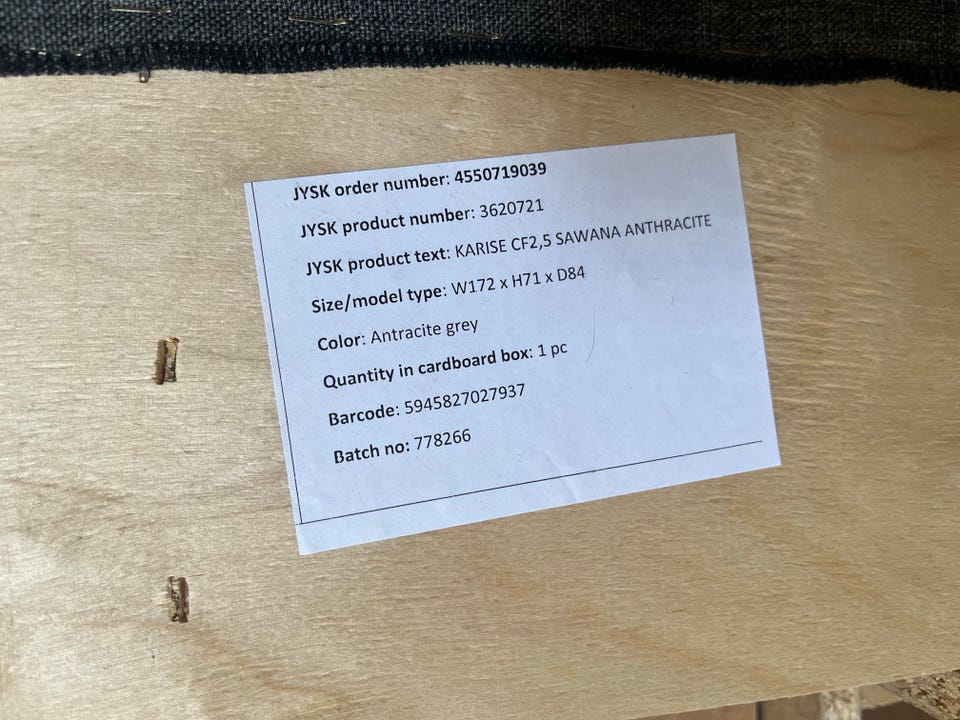 JYSK order number: 4550719039
JYSK product number: 3620721
JYSK product text: KARISE CF2,5 SAWANA ANTHRACITE
Size/model type: W172 x H71 x D84
Color: Antracite grey
Quantity in cardboard box: 1 pc
Barcode: 5945827027937
Batch no: 778266